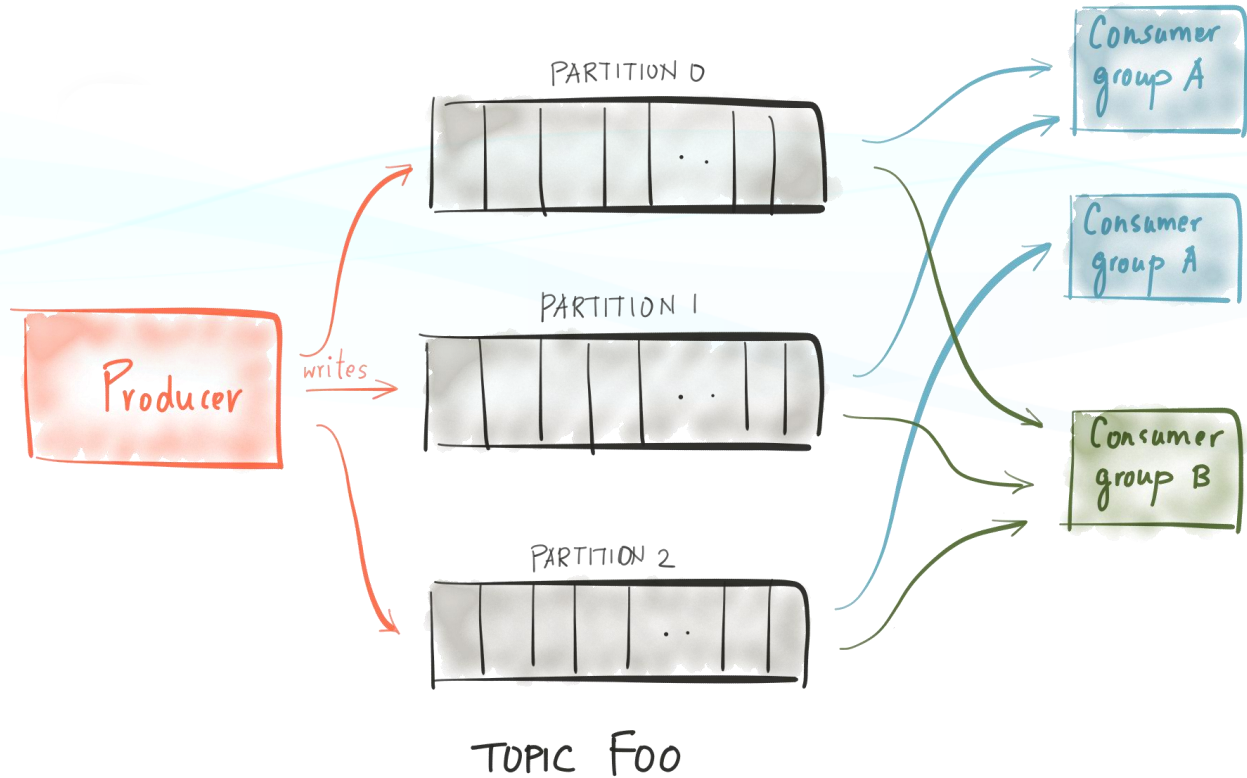 PARTITION 0
Consumer
group A
Consumer
group A
PARTITION 1
Producer
writes
Consumer
group B
PARTITION 2
TOPIC FOO